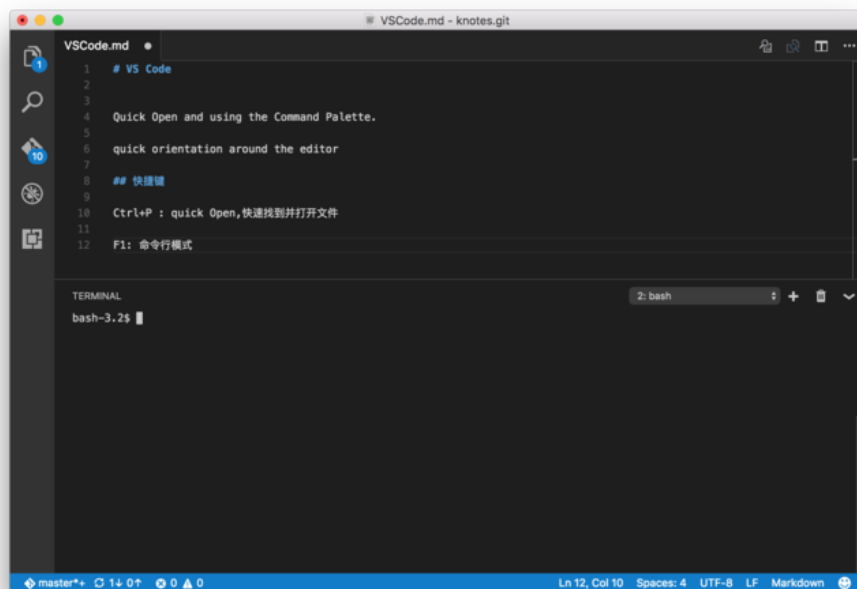 VSCode.md - knotes.git
VSCode.md
1
1 # VS Code
2
3
4 Quick Open and using the Command Palette.
5
6 quick orientation around the editor
7
8 ## 快捷键
9
10 Ctrl+P : quick Open,快速找到并打开文件
11
12 F1: 命令行模式
10
TERMINAL
2: bash
bash-3.2$
master*+ 1↓ 0↑ 0 0 Ln 12, Col 10 Spaces: 4 UTF-8 LF Markdown